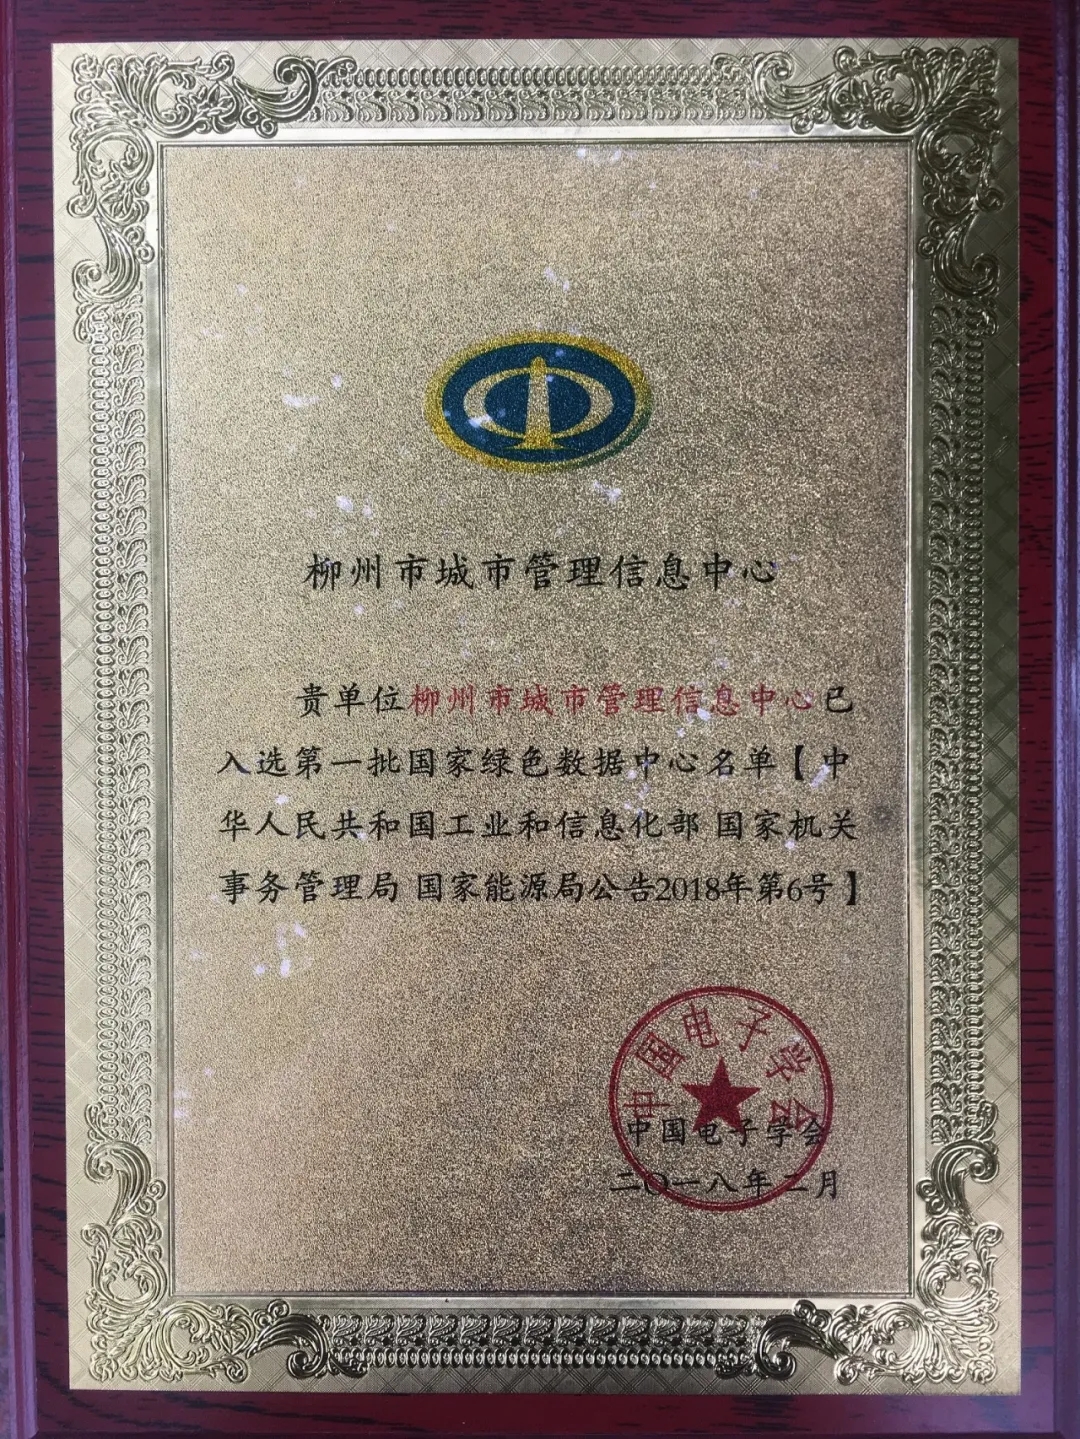 柳州市城市管理信息中心
贵单位柳州市城市管理信息中心已
入选第一批国家绿色数据中心名单【中
华人民共和国工业和信息化部 国家机关
事务管理局 国家能源局公告2018年第6号】
中国电子学会
中国电子学会
二〇一八年二月